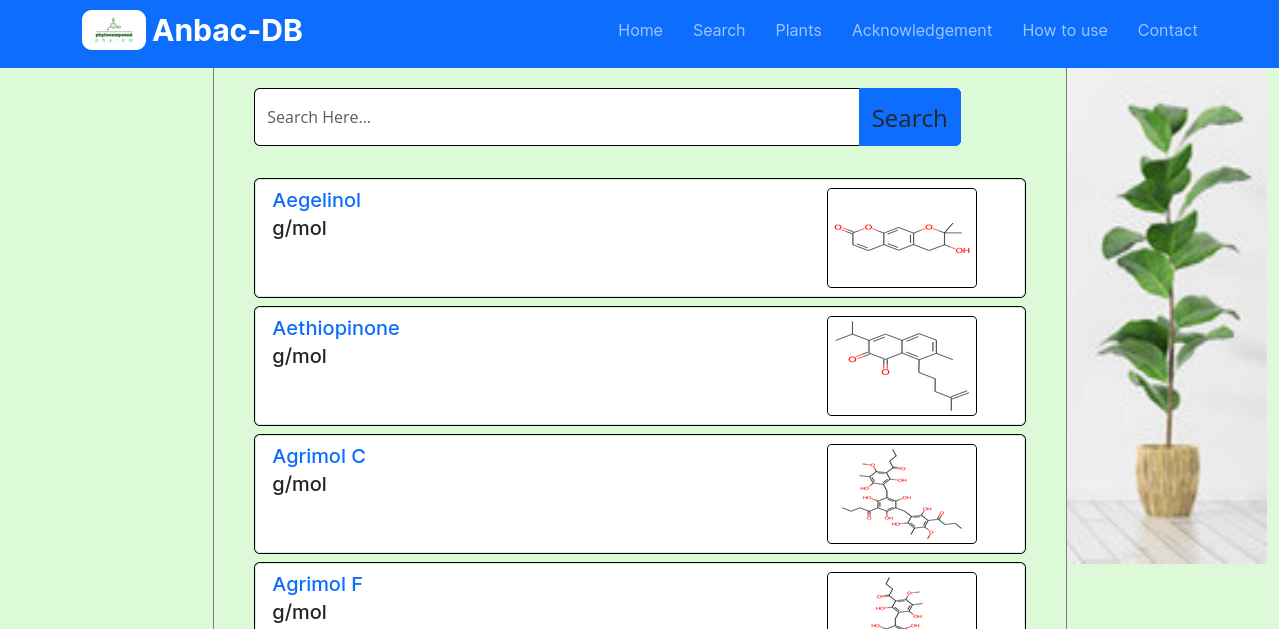 phytocompound
Anbac-DB
Home
Search
Plants
Acknowledgement
How to use
Contact
Search Here...
Search
Aegelinol
g/mol
O
O
O
OH
Aethiopinone
g/mol
O
O
Agrimol C
g/mol
Agrimol F
g/mol